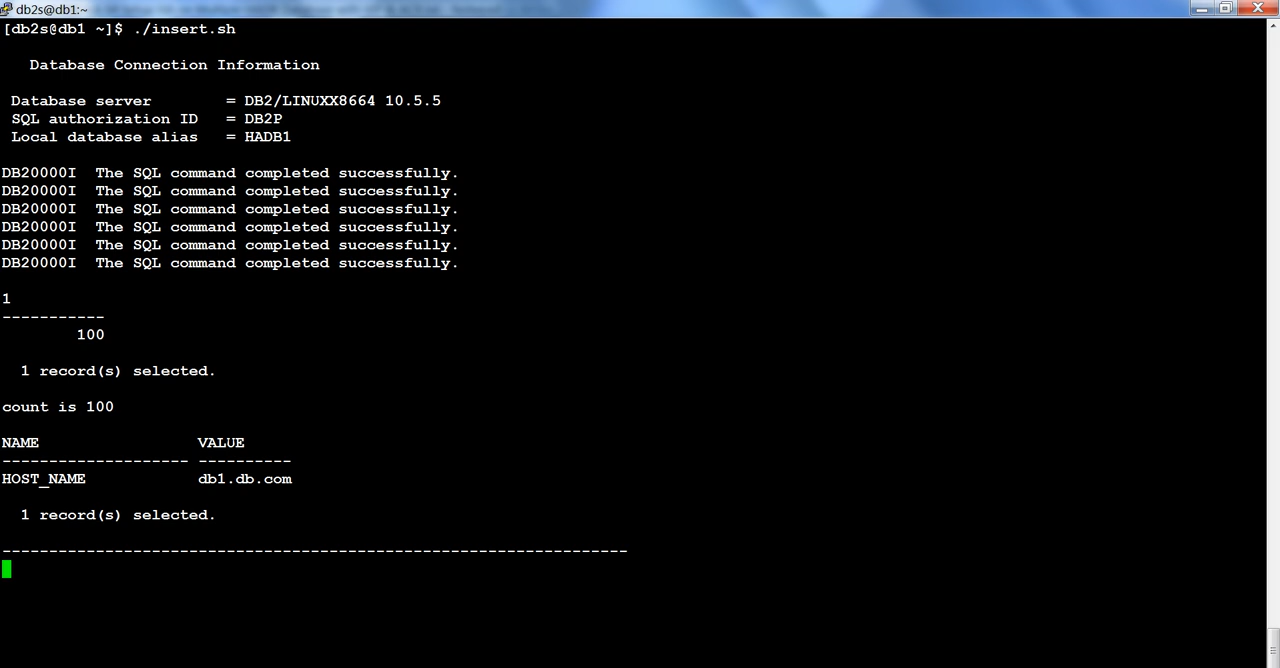 db2s@db1:~
[db2s@db1 ~]$ ./insert.sh
Database Connection Information
Database server = DB2/LINUXX8664 10.5.5
SQL authorization ID = DB2P
Local database alias = HADB1
DB20000I The SQL command completed successfully.
DB20000I The SQL command completed successfully.
DB20000I The SQL command completed successfully.
DB20000I The SQL command completed successfully.
DB20000I The SQL command completed successfully.
DB20000I The SQL command completed successfully.
1
-----------
100
1 record(s) selected.
count is 100
NAME VALUE
-------------------- ----------
HOST_NAME db1.db.com
1 record(s) selected.
-------------------------------------------------------------------